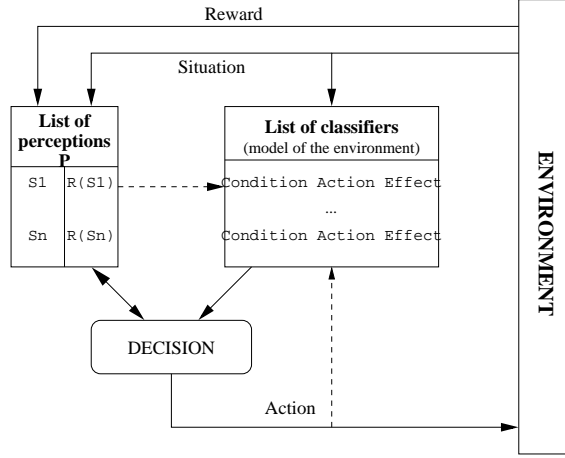 Reward
Situation
List of
perceptions
P
S1 R(S1)
Sn R(Sn)
List of classifiers
(model of the environment)
Condition Action Effect
...
Condition Action Effect
DECISION
Action
ENVIRONMENT